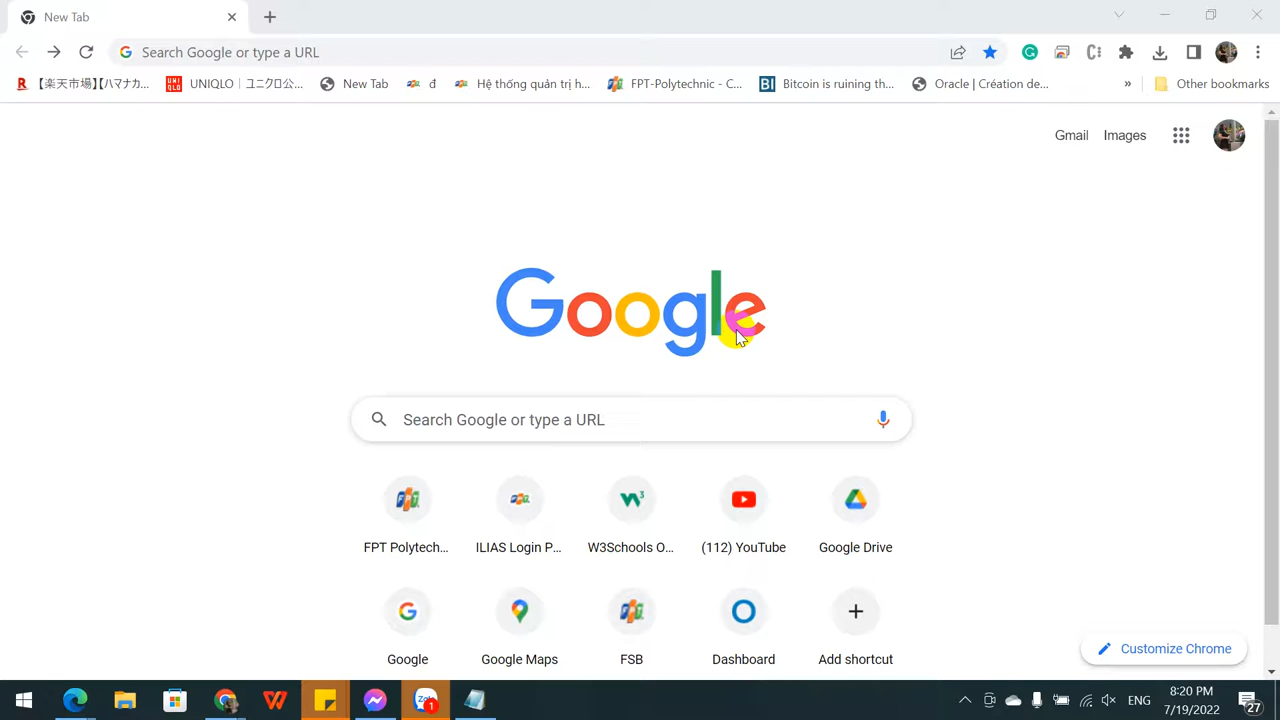 New Tab
Search Google or type a URL
【楽天市場】【ハマナカ...
UNIQLO｜ユニクロ公...
New Tab
đ
Hệ thống quản trị h...
FPT-Polytechnic - C...
Bitcoin is ruining th...
Oracle | Création de...
»
Other bookmarks
Gmail
Images
Google
Search Google or type a URL
FPT Polytech...
ILIAS Login P...
W3Schools O...
(112) YouTube
Google Drive
Google
Google Maps
FSB
Dashboard
Add shortcut
Customize Chrome
1
ENG
8:20 PM
7/19/2022
27